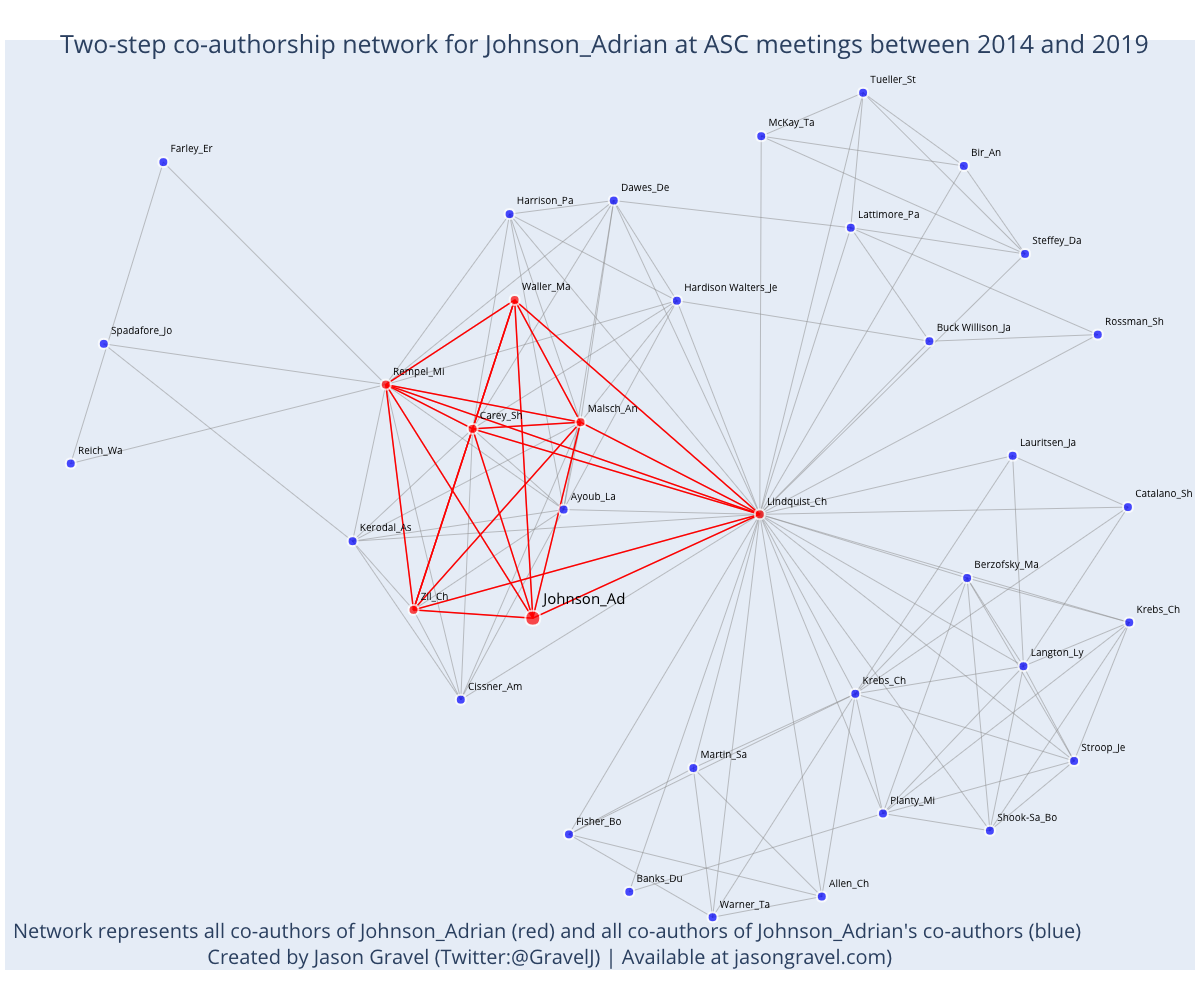 Two-step co-authorship network for Johnson_Adrian at ASC meetings between 2014 and 2019
Tueller_St
McKay_Ta
Farley_Er
Bir_An
Dawes_De
Harrison_Pa
Lattimore_Pa
Steffey_Da
Waller_Ma
Hardison Walters_Je
Rossman_Sh
Buck Willison_Ja
Spadafore_Jo
Rempel_Mi
Malsch_An
Carey_Sh
Lauritsen_Ja
Reich_Wa
Catalano_Sh
Ayoub_La
Lindquist_Ch
Kerodal_As
Berzofsky_Ma
Zil_Ch
Johnson_Ad
Krebs_Ch
Langton_Ly
Krebs_Ch
Cissner_Am
Stroop_Je
Martin_Sa
Planty_Mi
Shook-Sa_Bo
Fisher_Bo
Banks_Du
Allen_Ch
Warner_Ta
Network represents all co-authors of Johnson_Adrian (red) and all co-authors of Johnson_Adrian's co-authors (blue)
Created by Jason Gravel (Twitter:@GravelJ) | Available at jasongravel.com)